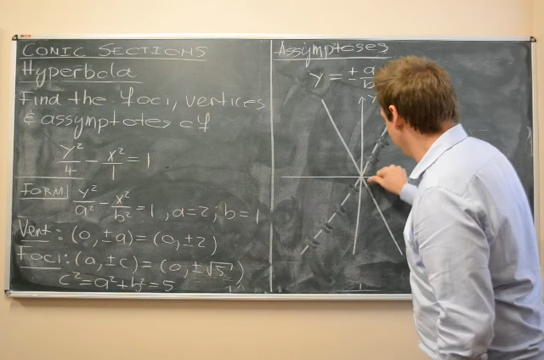 CONIC SECTIONS
Hyperbola
Find the foci, vertices
& assymptotes of
y²/4 - x²/1 = 1
FORM y²/a² - x²/b² = 1, a=2; b=1
Vert: (0, ±a) = (0, ±2)
Foci: (a, ±c) = (0, ±√5)
c² = a² + b² = 5
Assymptoses
y = ± a/b
y